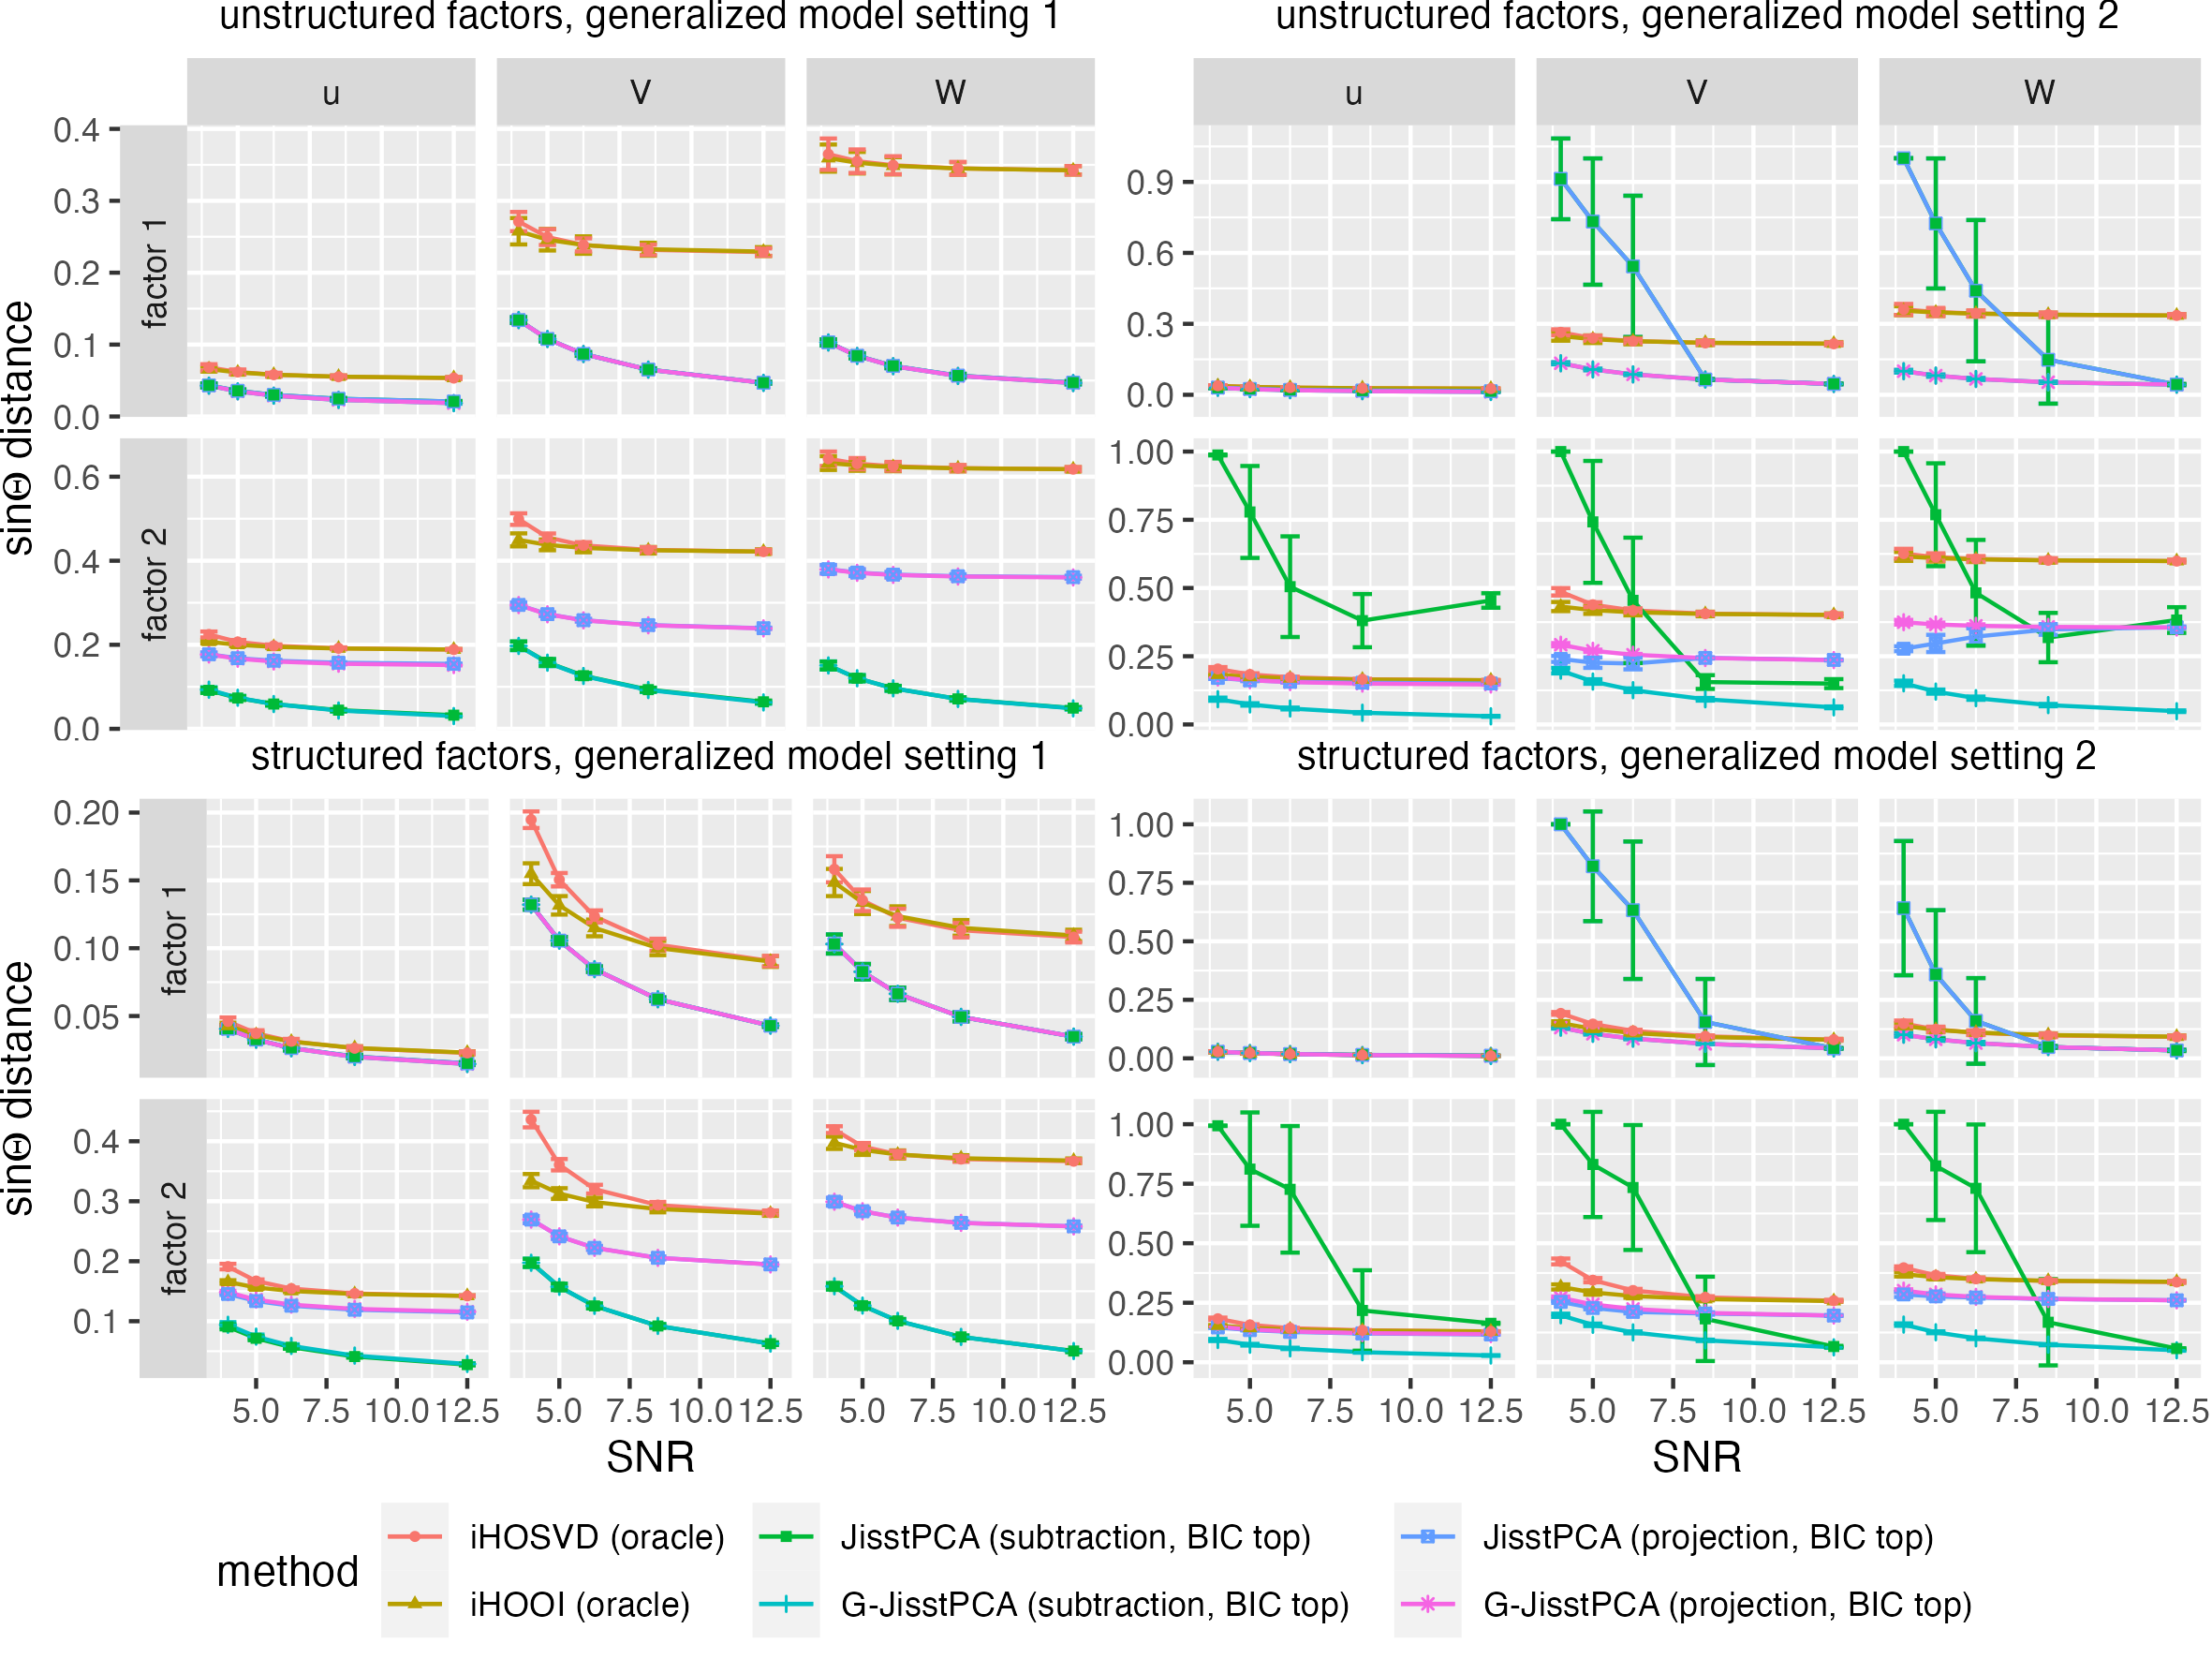 unstructured factors, generalized model setting 1
unstructured factors, generalized model setting 2
u V W
u V W
sinΘ distance
factor 1
0.4
0.3
0.2
0.1
0.0
0.9
0.6
0.3
0.0
factor 2
0.6
0.4
0.2
0.0
1.00
0.75
0.50
0.25
0.00
structured factors, generalized model setting 1
structured factors, generalized model setting 2
sinΘ distance
factor 1
0.20
0.15
0.10
0.05
1.00
0.75
0.50
0.25
0.00
factor 2
0.4
0.3
0.2
0.1
1.00
0.75
0.50
0.25
0.00
5.0 7.5 10.0 12.5 5.0 7.5 10.0 12.5 5.0 7.5 10.0 12.5
5.0 7.5 10.0 12.5 5.0 7.5 10.0 12.5 5.0 7.5 10.0 12.5
SNR
SNR
method
iHOSVD (oracle)
JisstPCA (subtraction, BIC top)
JisstPCA (projection, BIC top)
iHOOI (oracle)
G-JisstPCA (subtraction, BIC top)
G-JisstPCA (projection, BIC top)